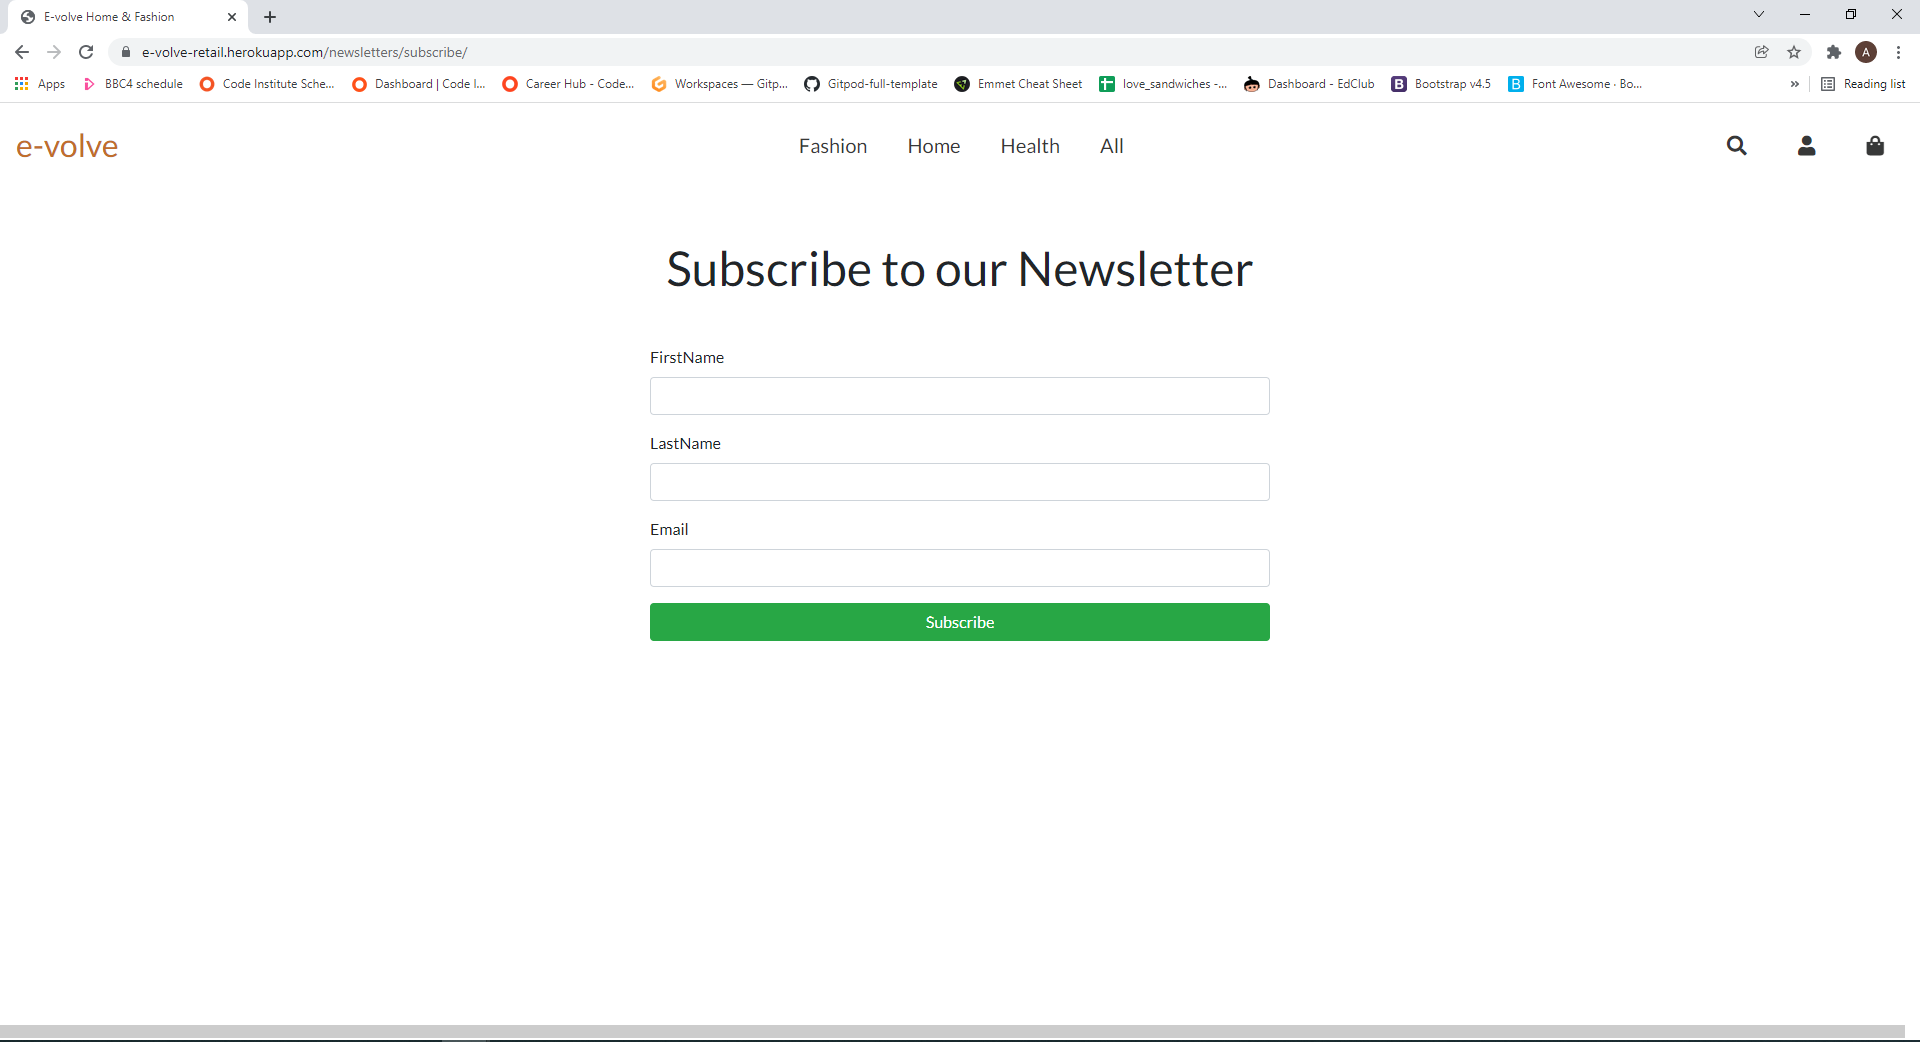 E-volve Home & Fashion
e-volve-retail.herokuapp.com/newsletters/subscribe/
A
Apps BBC4 schedule Code Institute Sche... Dashboard | Code I... Career Hub - Code... Workspaces — Gitp... Gitpod-full-template Emmet Cheat Sheet love_sandwiches -... Dashboard - EdClub B Bootstrap v4.5 B Font Awesome · Bo... » Reading list
e-volve Fashion Home Health All
Subscribe to our Newsletter
FirstName
LastName
Email
Subscribe